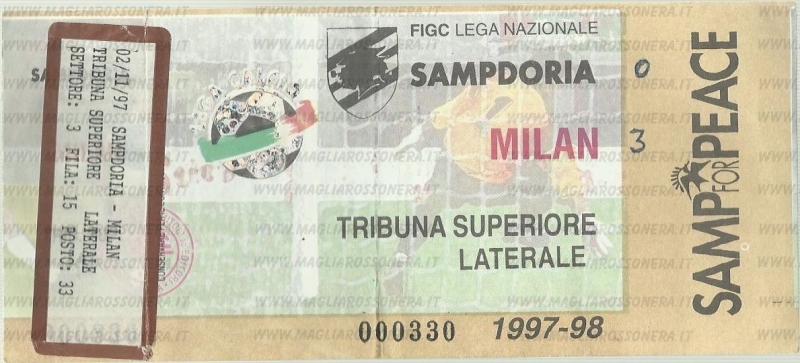 02/11/97 SAMPDORIA - MILAN
TRIBUNA SUPERIORE LATERALE
SETTORE: 3 FILA: 15 POSTO: 33
FIGC LEGA NAZIONALE
SAMPDORIA
0
MILAN
3
TRIBUNA SUPERIORE
LATERALE
000330
1997-98
SAMP FOR PEACE
000330
WWW.MAGLIAROSSONERA.IT